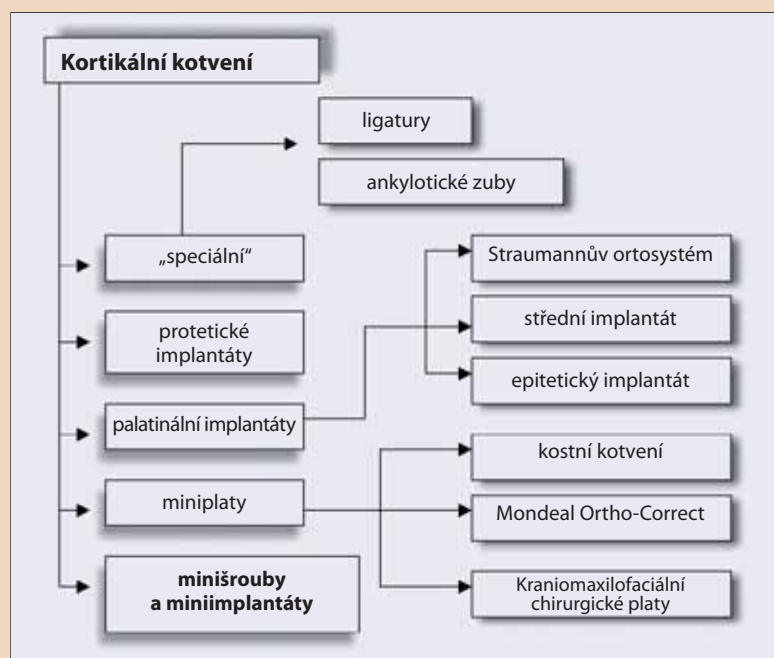 Kortikální kotvení
ligatury
ankylotické zuby
„speciální“
Straumannův ortosystém
protetické
implantáty
střední implantát
epitetický implantát
palatinální implantáty
kostní kotvení
miniplaty
Mondeal Ortho-Correct
minišrouby
a miniimplantáty
Kraniomaxilofaciální
chirurgické platy